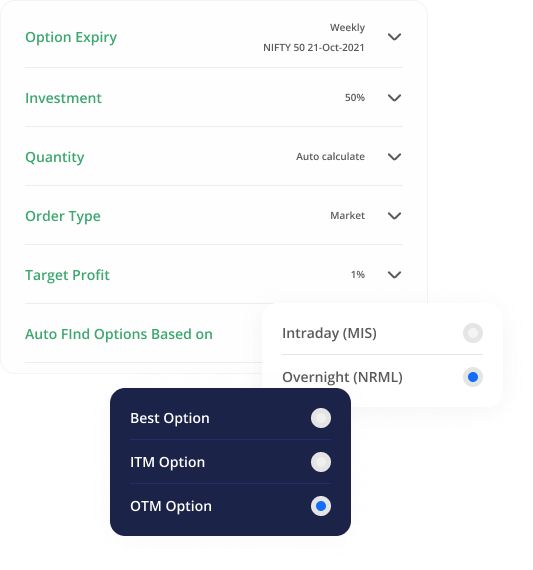 Option Expiry
Weekly
NIFTY 50 21-Oct-2021
Investment
50%
Quantity
Auto calculate
Order Type
Market
Target Profit
1%
Auto FInd Options Based on
Intraday (MIS)
Overnight (NRML)
Best Option
ITM Option
OTM Option